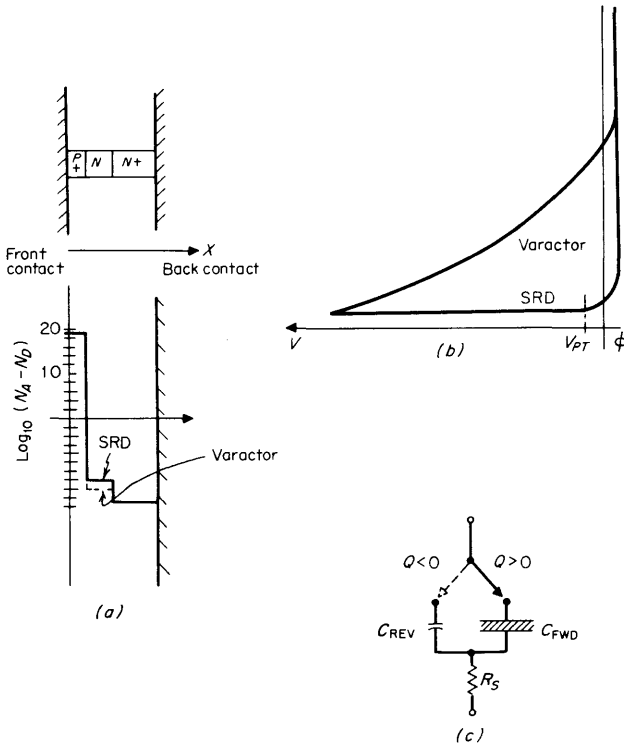 P
+
N
N+
X
Front
contact
Back contact
20
10
Log10 (NA−ND)
SRD
Varactor
(a)
Varactor
SRD
V
VPT
ϕ
(b)
Q<0
Q>0
CREV
CFWD
RS
(c)